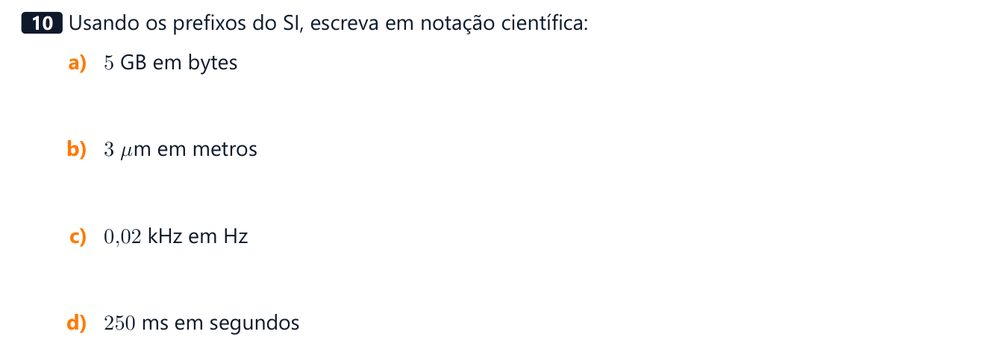 10 Usando os prefixos do SI, escreva em notação científica:
a) 5 GB em bytes
b) 3 μm em metros
c) 0,02 kHz em Hz
d) 250 ms em segundos